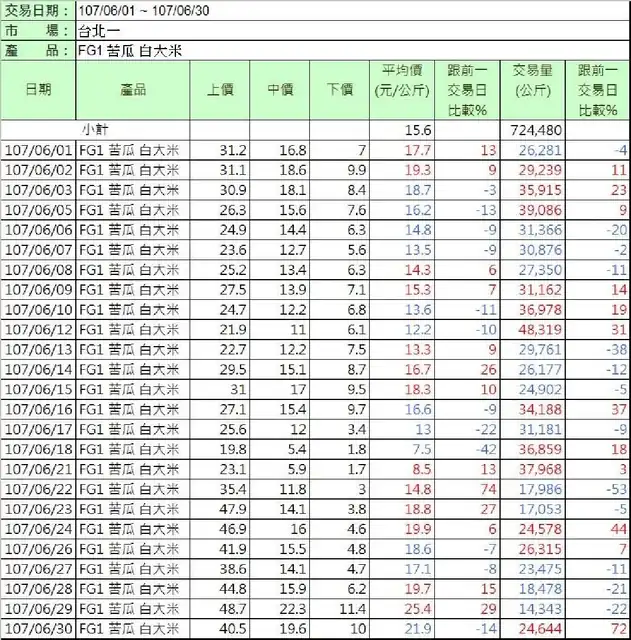 交易日期： 107/06/01 ~ 107/06/30
市 場： 台北一
產 品： FG1 苦瓜 白大米
日期 產品 上價 中價 下價 平均價(元/公斤) 跟前一交易日比較% 交易量(公斤) 跟前一交易日比較%
小計 15.6 724,480
107/06/01 FG1 苦瓜 白大米 31.2 16.8 7 17.7 13 26,281 -4
107/06/02 FG1 苦瓜 白大米 31.1 18.6 9.9 19.3 9 29,239 11
107/06/03 FG1 苦瓜 白大米 30.9 18.1 8.4 18.7 -3 35,915 23
107/06/05 FG1 苦瓜 白大米 26.3 15.6 7.6 16.2 -13 39,086 9
107/06/06 FG1 苦瓜 白大米 24.9 14.4 6.3 14.8 -9 31,366 -20
107/06/07 FG1 苦瓜 白大米 23.6 12.7 5.6 13.5 -9 30,876 -2
107/06/08 FG1 苦瓜 白大米 25.2 13.4 6.3 14.3 6 27,350 -11
107/06/09 FG1 苦瓜 白大米 27.5 13.9 7.1 15.3 7 31,162 14
107/06/10 FG1 苦瓜 白大米 24.7 12.2 6.8 13.6 -11 36,978 19
107/06/12 FG1 苦瓜 白大米 21.9 11 6.1 12.2 -10 48,319 31
107/06/13 FG1 苦瓜 白大米 22.7 12.2 7.5 13.3 9 29,761 -38
107/06/14 FG1 苦瓜 白大米 29.5 15.1 8.7 16.7 26 26,177 -12
107/06/15 FG1 苦瓜 白大米 31 17 9.5 18.3 10 24,902 -5
107/06/16 FG1 苦瓜 白大米 27.1 15.4 9.7 16.6 -9 34,188 37
107/06/17 FG1 苦瓜 白大米 25.6 12 3.4 13 -22 31,181 -9
107/06/18 FG1 苦瓜 白大米 19.8 5.4 1.8 7.5 -42 36,859 18
107/06/21 FG1 苦瓜 白大米 23.1 5.9 1.7 8.5 13 37,968 3
107/06/22 FG1 苦瓜 白大米 35.4 11.8 3 14.8 74 17,986 -53
107/06/23 FG1 苦瓜 白大米 47.9 14.1 3.8 18.8 27 17,053 -5
107/06/24 FG1 苦瓜 白大米 46.9 16 4.6 19.9 6 24,578 44
107/06/26 FG1 苦瓜 白大米 41.9 15.5 4.8 18.6 -7 26,315 7
107/06/27 FG1 苦瓜 白大米 38.6 14.1 4.7 17.1 -8 23,475 -11
107/06/28 FG1 苦瓜 白大米 44.8 15.9 6.2 19.7 15 18,478 -21
107/06/29 FG1 苦瓜 白大米 48.7 22.3 11.4 25.4 29 14,343 -22
107/06/30 FG1 苦瓜 白大米 40.5 19.6 10 21.9 -14 24,644 72